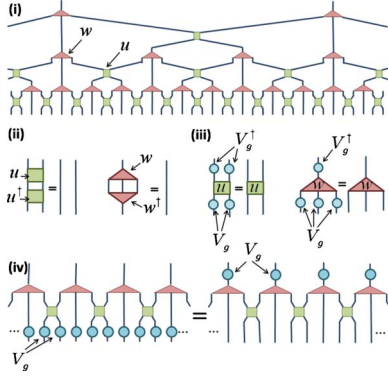 (i)
w
u
(ii)
u
u†
=
w
w†
=
(iii)
V_g†
u
=
u
V_g
V_g†
w
=
w
V_g
(iv)
V_g
...
...
=
...
...
V_g